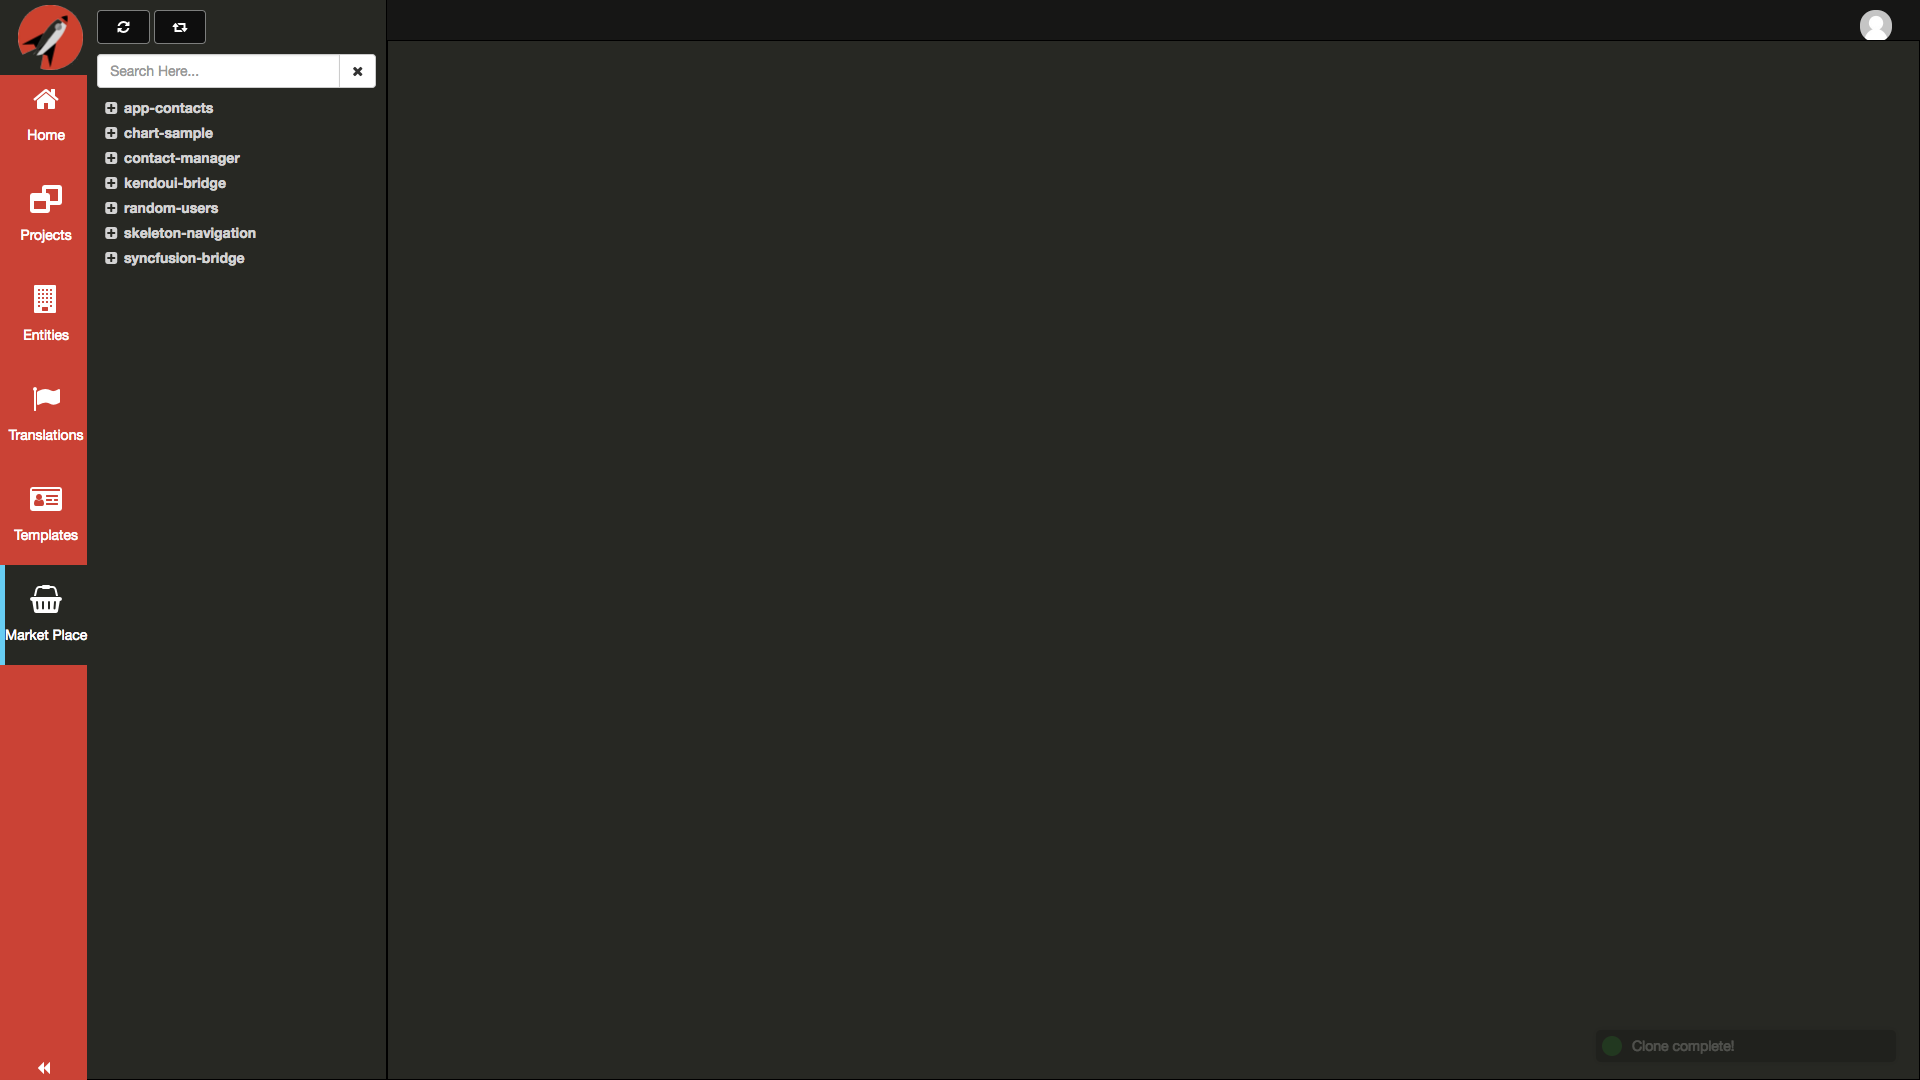 Search Here...
app-contacts
chart-sample
contact-manager
kendoui-bridge
random-users
skeleton-navigation
syncfusion-bridge
Home
Projects
Entities
Translations
Templates
Market Place
Clone complete!